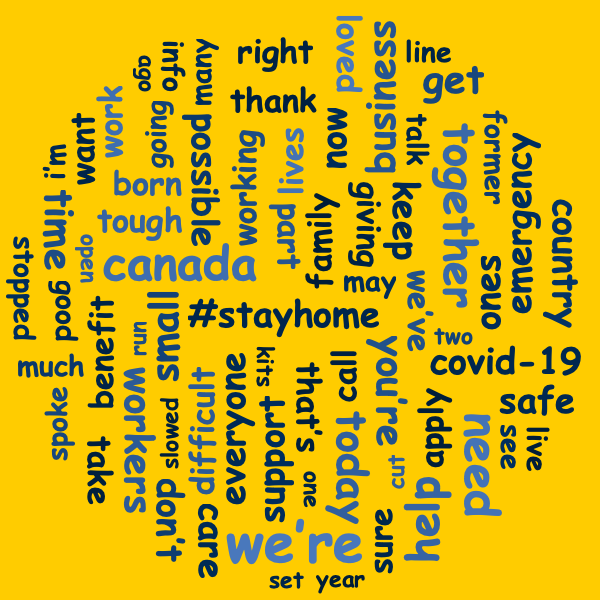 loved
business
line
get
right
many
info
ago
thank
work
going
possible
want
now
talk
together
former
emergency
i'm
born
working
lives
part
family
giving
keep
time
tough
country
stopped
open
canada
ones
good
may
we've
benefit
run
small
#stayhome
two
much
covid-19
workers
difficult
everyone
kits
that's
call
you're
safe
spoke
slowed
support
today
apply
need
see
live
take
don't
one
cut
help
care
we're
sure
set
year